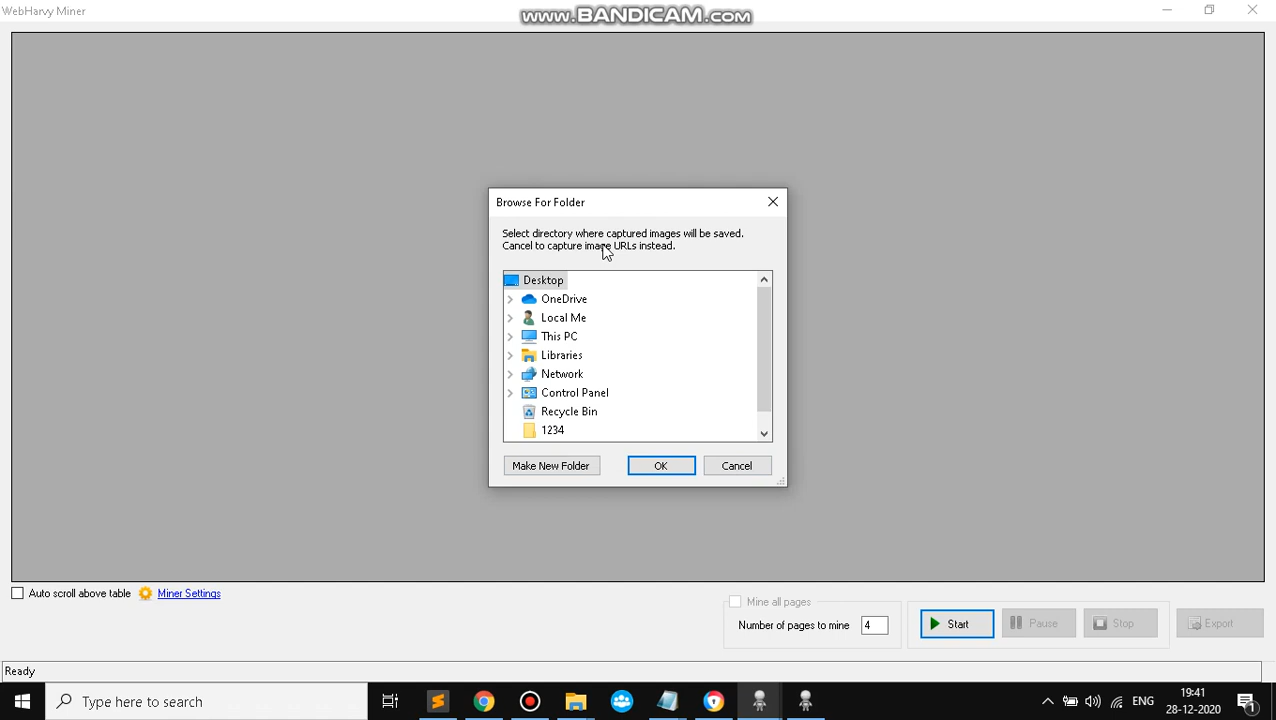 WebHarvy Miner
www.BANDICAM.com
Browse For Folder
Select directory where captured images will be saved.
Cancel to capture image URLs instead.
Desktop
OneDrive
Local Me
This PC
Libraries
Network
Control Panel
Recycle Bin
1234
Make New Folder
OK
Cancel
Auto scroll above table
Miner Settings
Mine all pages
Number of pages to mine
4
Start
Pause
Stop
Export
Ready
Type here to search
ENG
19:41
28-12-2020
1